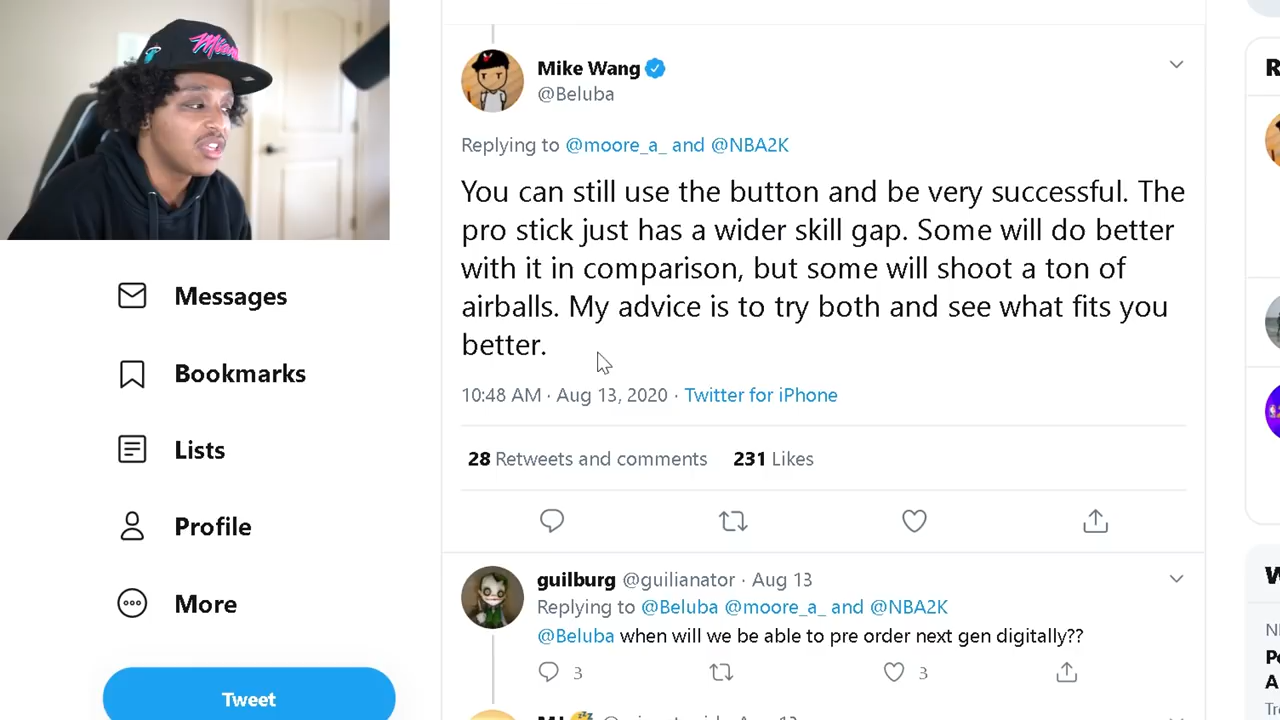 Miami
Mike Wang
@Beluba
Replying to @moore_a_ and @NBA2K
You can still use the button and be very successful. The
pro stick just has a wider skill gap. Some will do better
with it in comparison, but some will shoot a ton of
airballs. My advice is to try both and see what fits you
better.
10:48 AM · Aug 13, 2020 · Twitter for iPhone
28 Retweets and comments 231 Likes
guilburg @guilianator · Aug 13
Replying to @Beluba @moore_a_ and @NBA2K
@Beluba when will we be able to pre order next gen digitally??
3 3
Messages
Bookmarks
Lists
Profile
More
Tweet